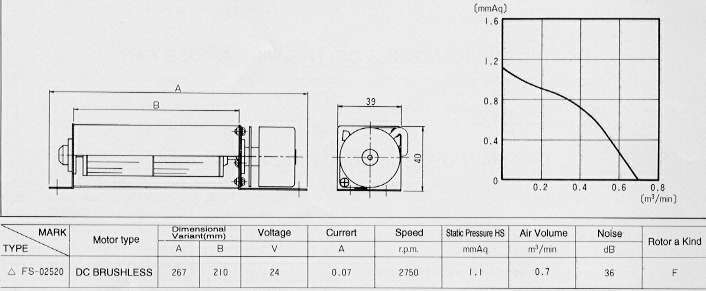 (mmAq)
1.6
1.2
0.8
0.4
0
0.2 0.4 0.6 0.8
(m³/min)
A
B
39
40
MARK
TYPE
Motor type
Dimensional
Variant(mm)
A B
Voltage
V
Currert
A
Speed
r.p.m.
Static Pressure HS
mmAq
Air Volume
m³/min
Noise
dB
Rotor a Kind
△ FS-02520 DC BRUSHLESS 267 210 24 0.07 2750 1.1 0.7 36 F